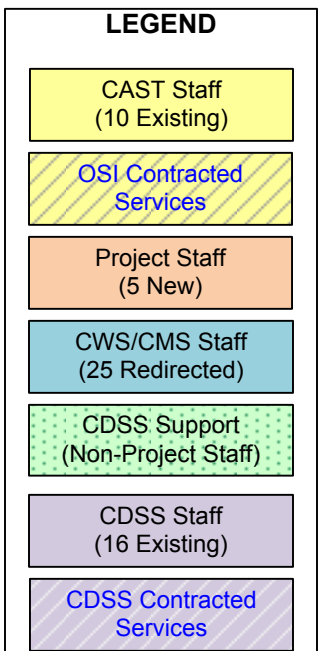 LEGEND
CAST Staff
(10 Existing)
OSI Contracted
Services
Project Staff
(5 New)
CWS/CMS Staff
(25 Redirected)
CDSS Support
(Non-Project Staff)
CDSS Staff
(16 Existing)
CDSS Contracted
Services